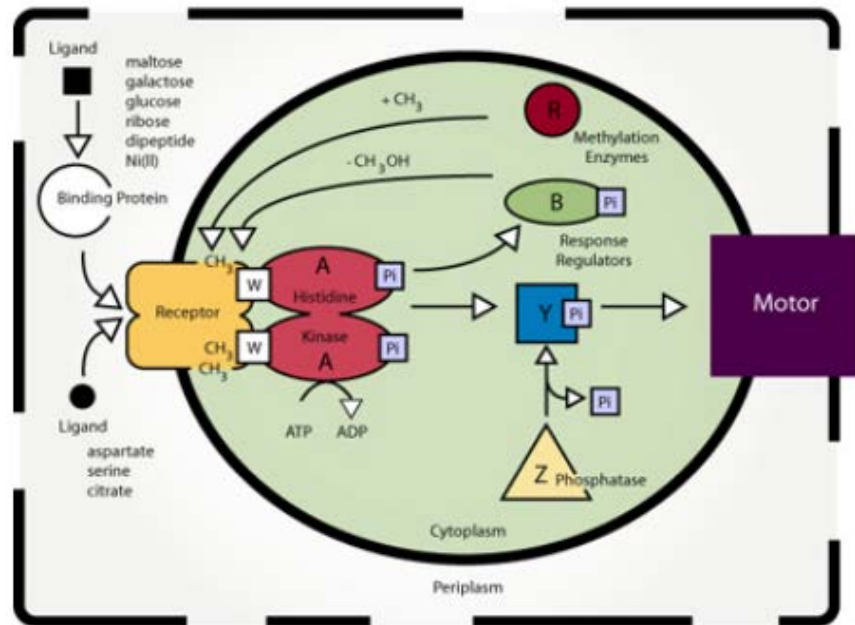 Ligand
maltose
galactose
glucose
ribose
dipeptide
Ni(II)
Binding Protein
+ CH3
R
Methylation
Enzymes
- CH3OH
B
Pi
Response
Regulators
CH3
W
A
Pi
Histidine
Receptor
Kinase
CH3
W
A
Pi
CH3
Y
Pi
Motor
Ligand
aspartate
serine
citrate
ATP
ADP
Pi
Z
Phosphatase
Cytoplasm
Periplasm